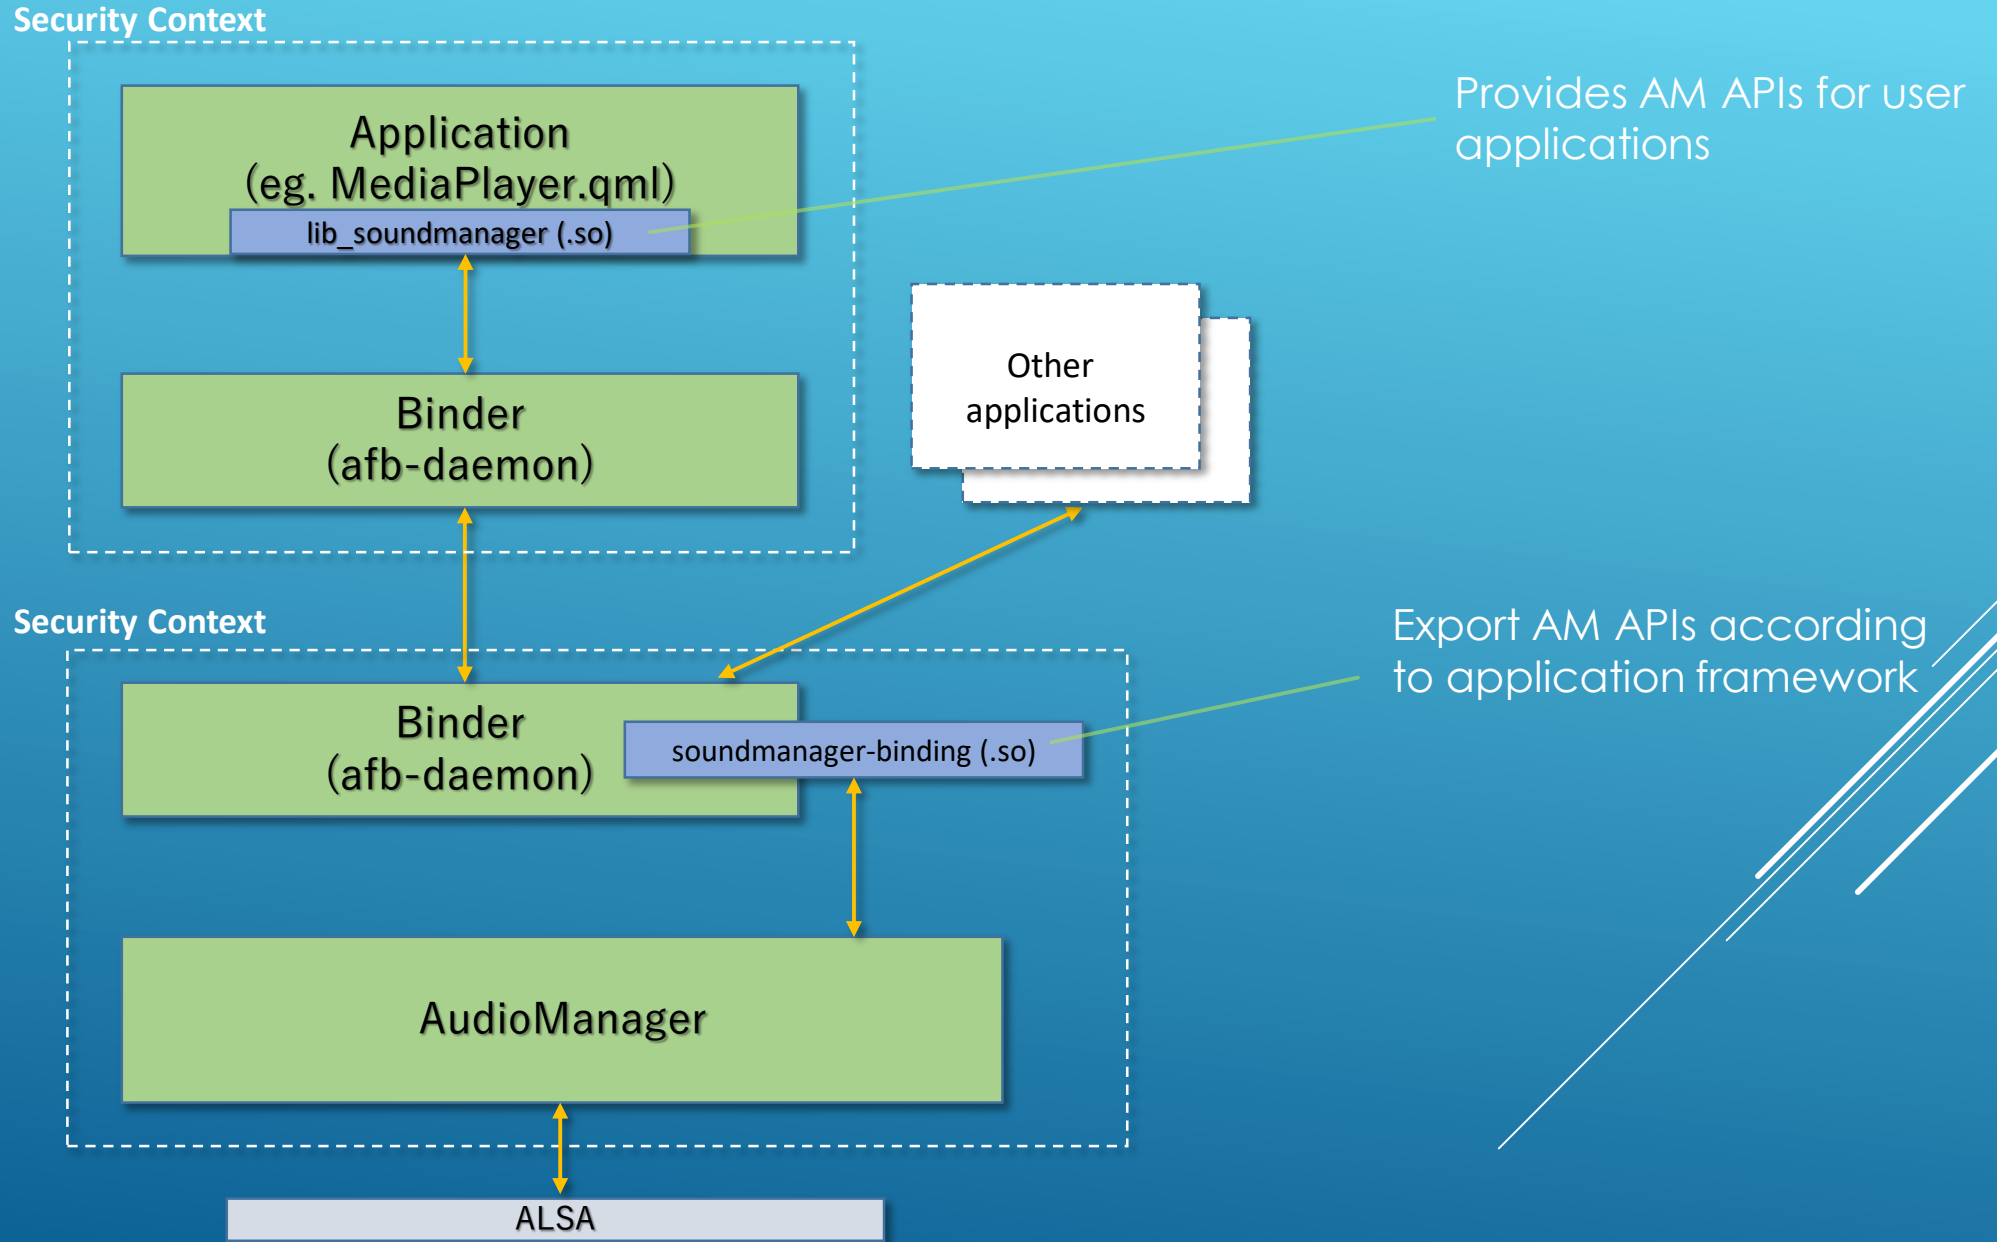 Security Context
Application
(eg. MediaPlayer.qml)
lib_soundmanager (.so)
Provides AM APIs for user
applications
Binder
(afb-daemon)
Other
applications
Security Context
Binder
(afb-daemon)
soundmanager-binding (.so)
Export AM APIs according
to application framework
AudioManager
ALSA